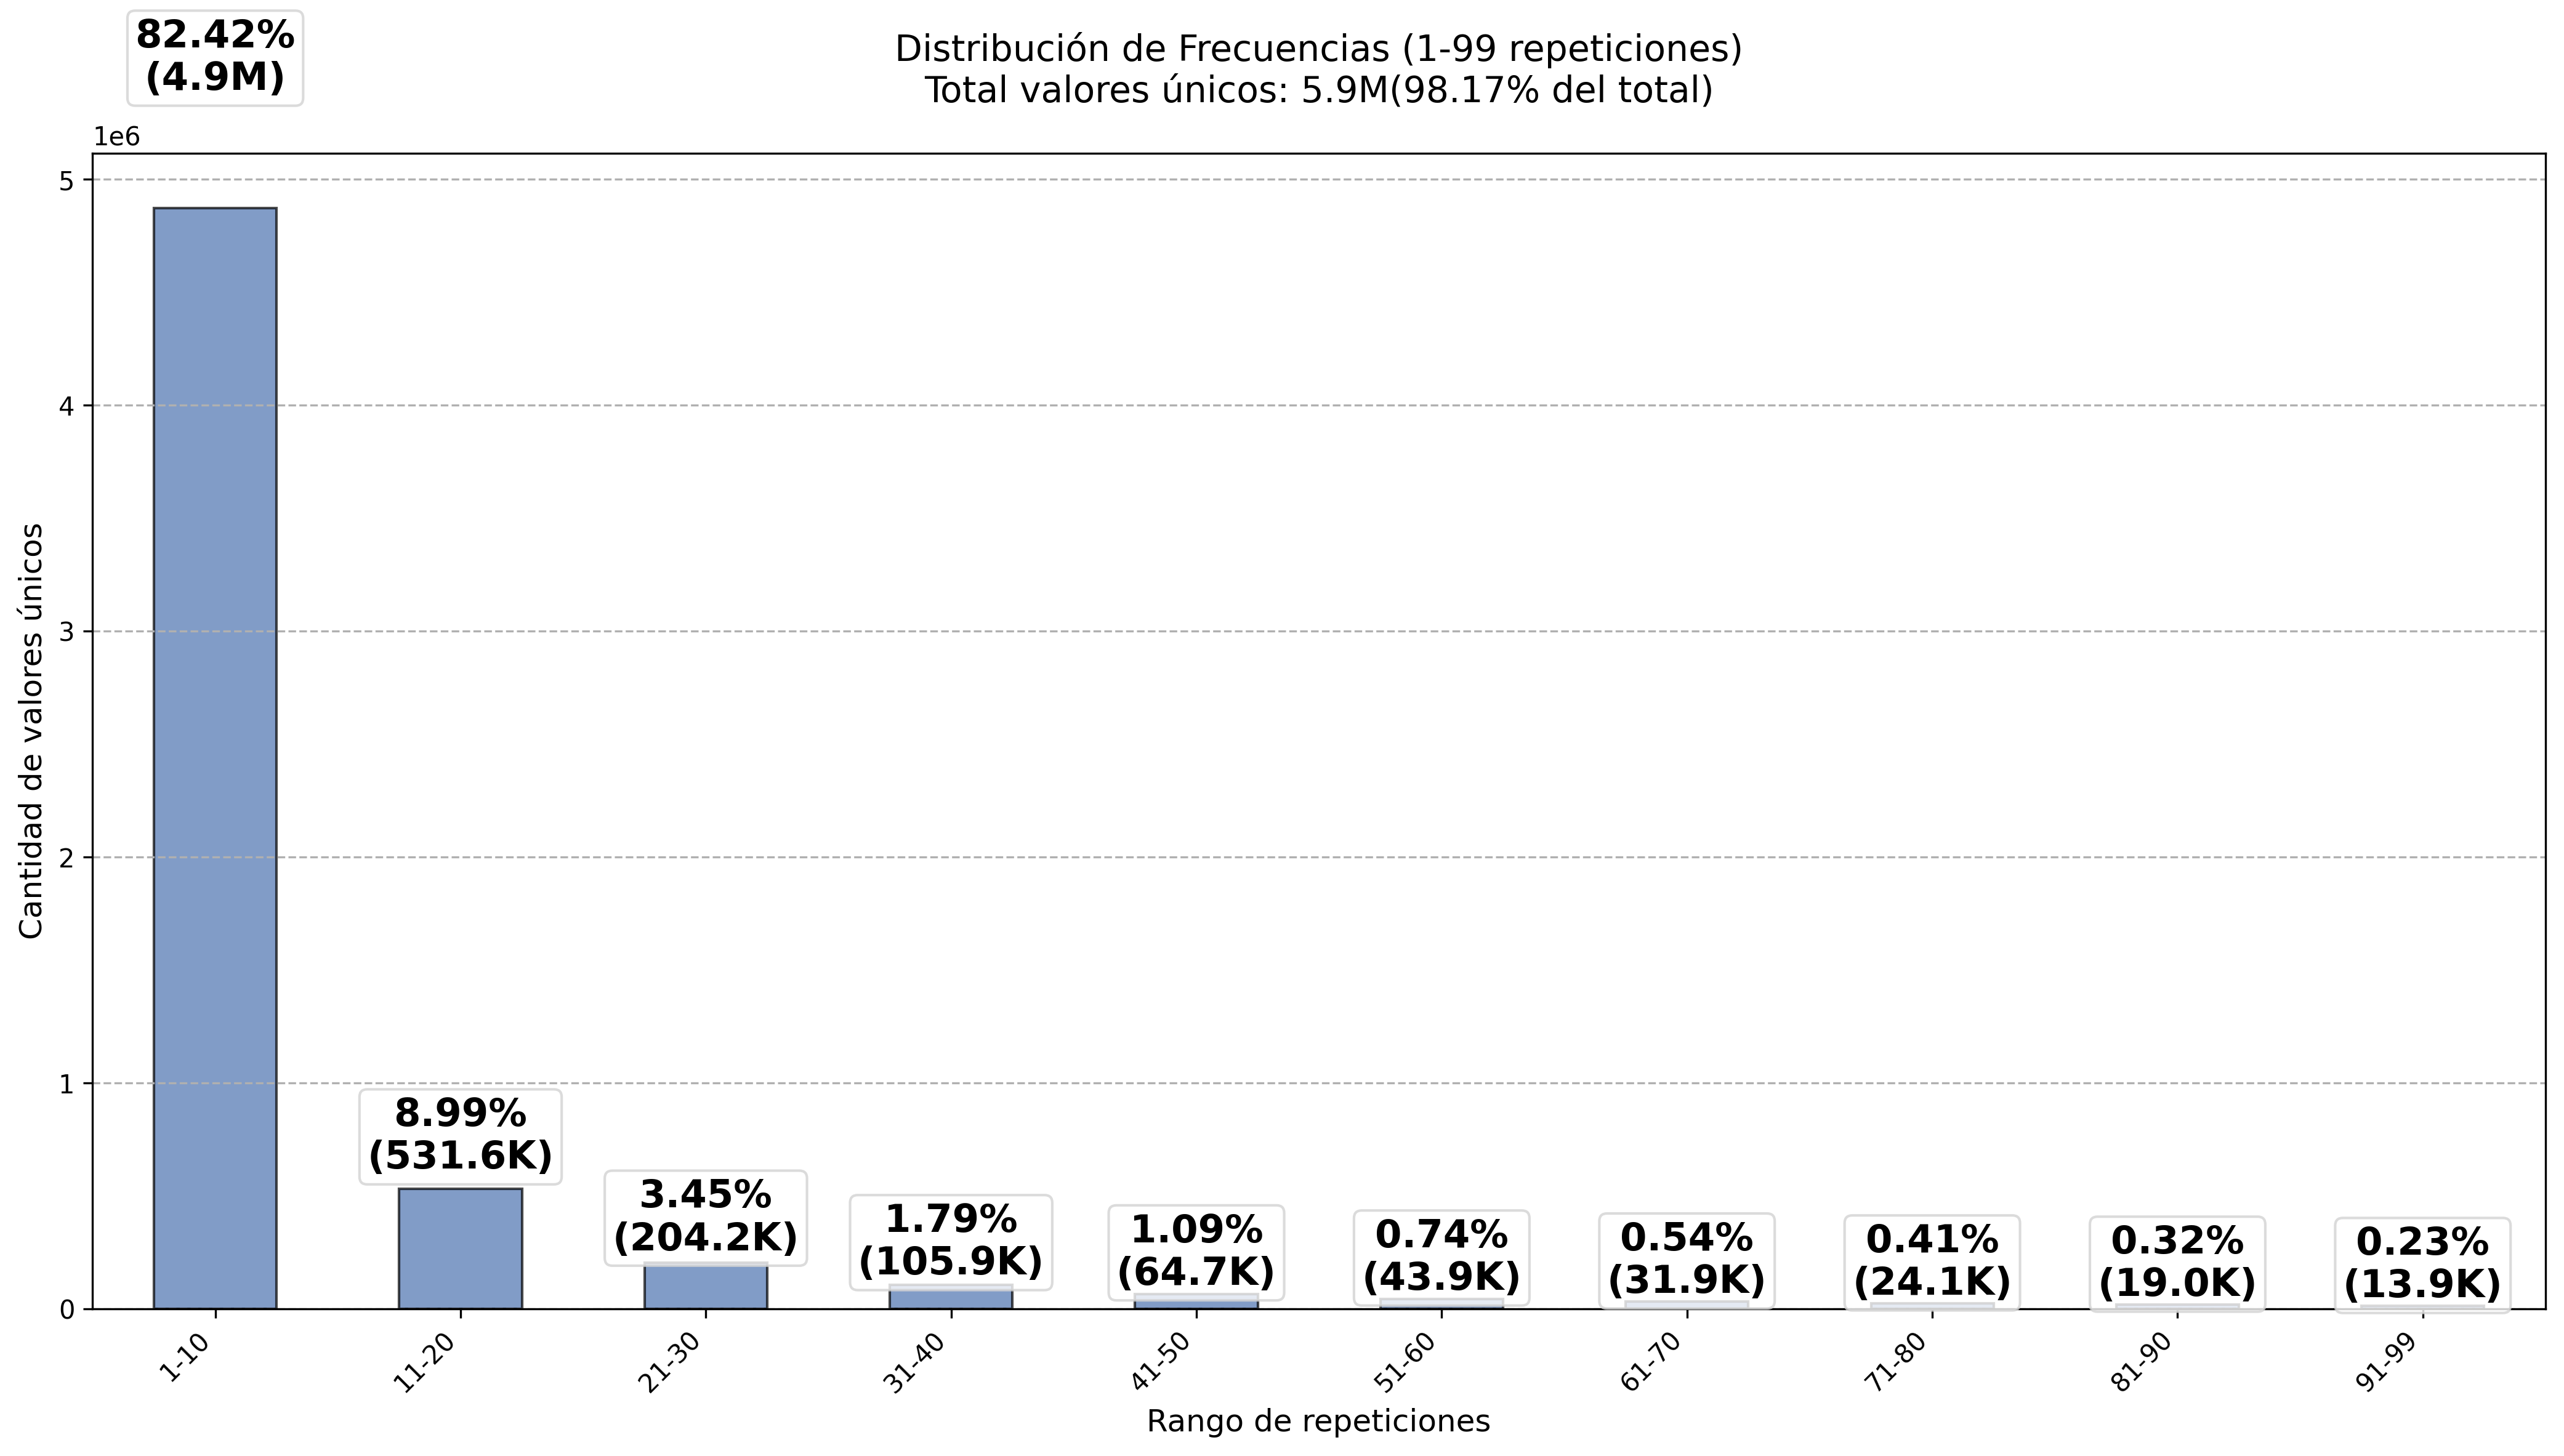 82.42%
(4.9M)
Distribución de Frecuencias (1-99 repeticiones)
Total valores únicos: 5.9M(98.17% del total)
1e6
5
4
3
2
1
0
Cantidad de valores únicos
8.99%
(531.6K)
3.45%
(204.2K)
1.79%
(105.9K)
1.09%
(64.7K)
0.74%
(43.9K)
0.54%
(31.9K)
0.41%
(24.1K)
0.32%
(19.0K)
0.23%
(13.9K)
1-10
11-20
21-30
31-40
41-50
51-60
61-70
71-80
81-90
91-99
Rango de repeticiones